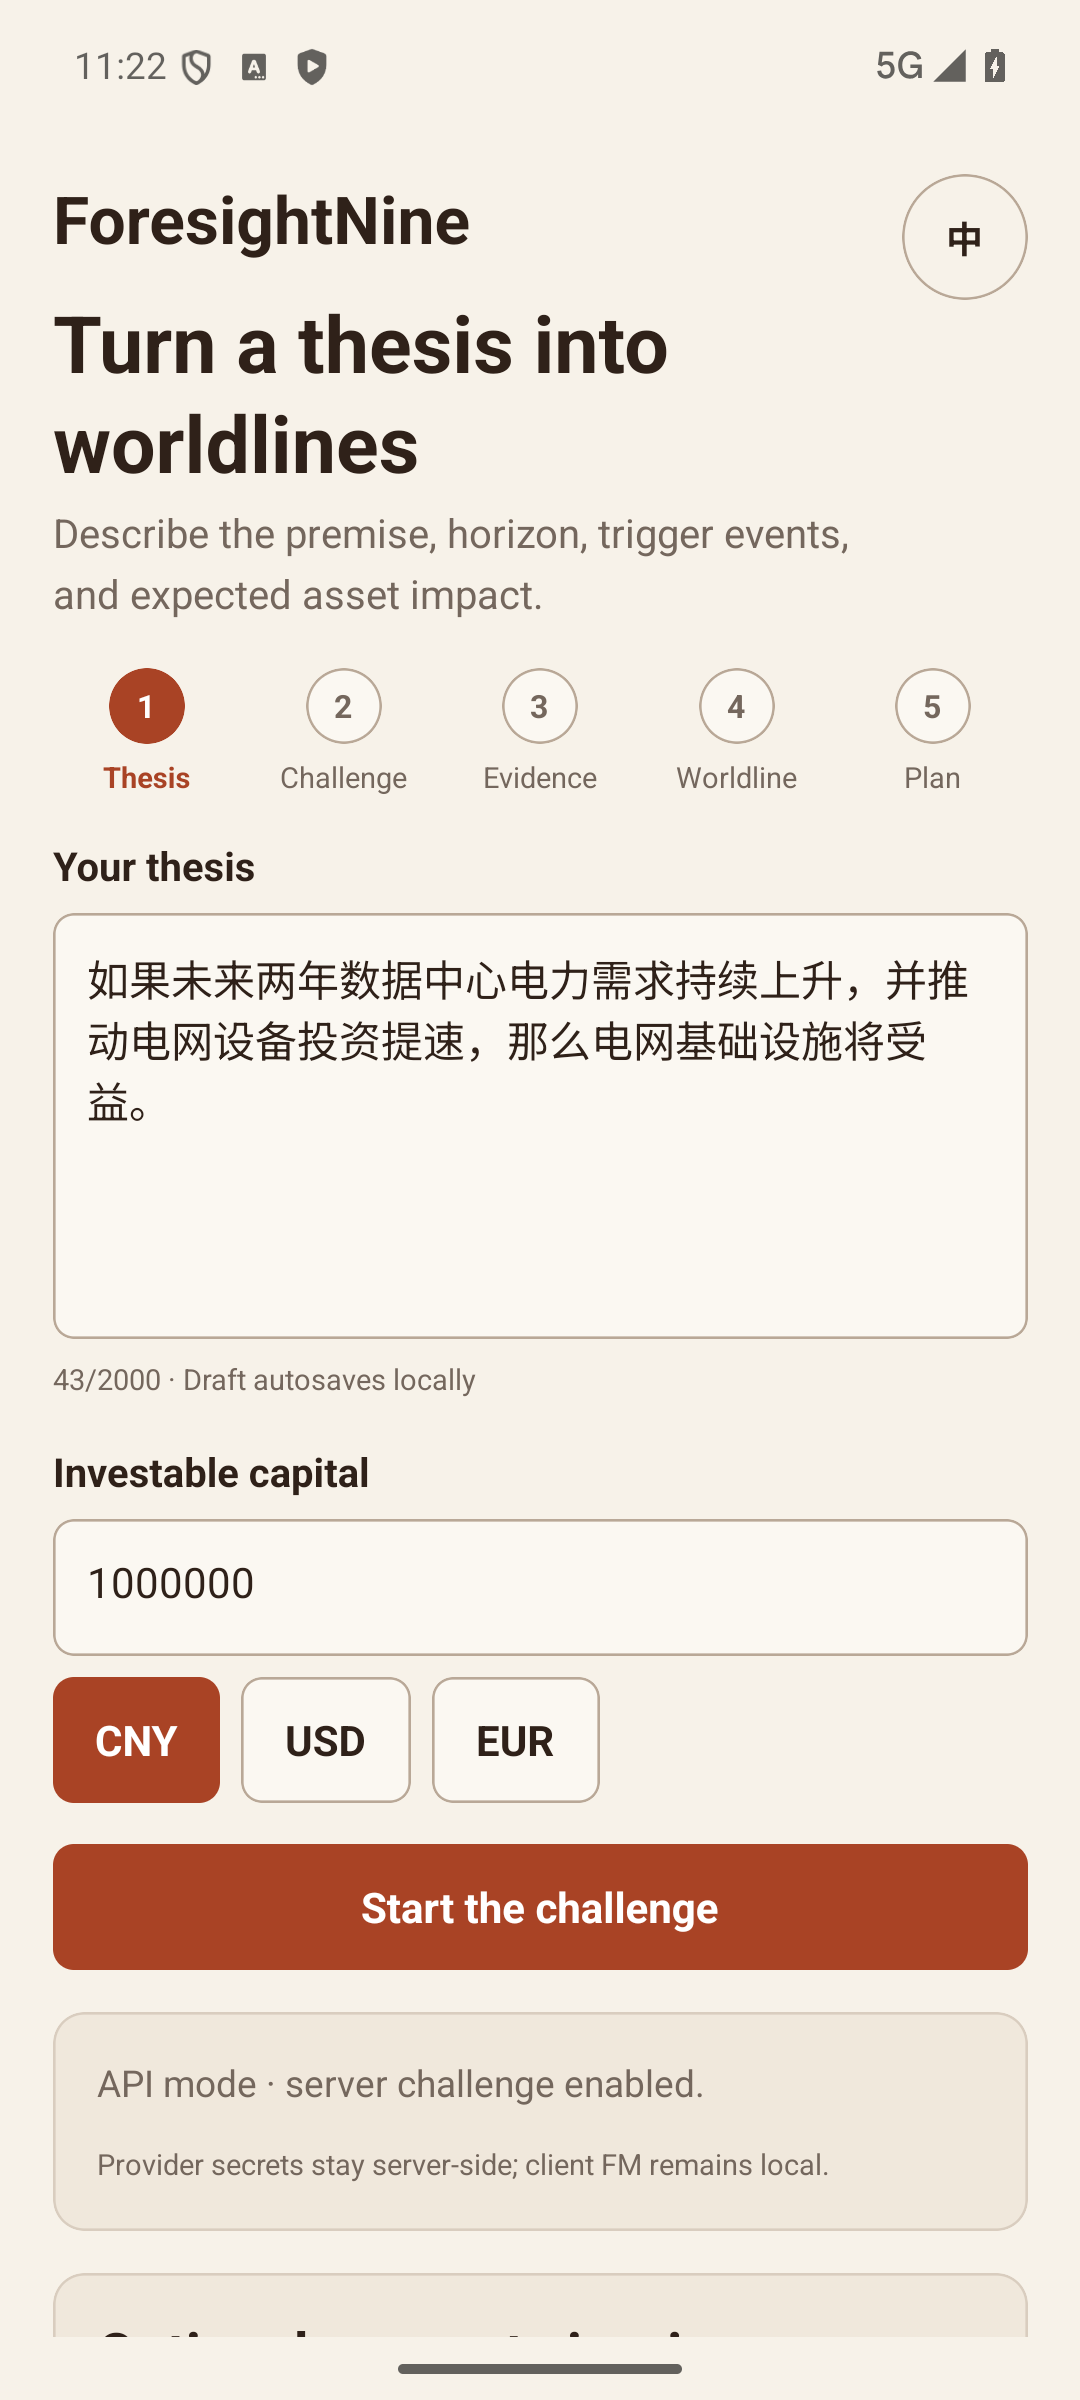 11:22
5G
ForesightNine
中
Turn a thesis into
worldlines
Describe the premise, horizon, trigger events,
and expected asset impact.
1
2
3
4
5
Thesis
Challenge
Evidence
Worldline
Plan
Your thesis
如果未来两年数据中心电力需求持续上升，并推
动电网设备投资提速，那么电网基础设施将受
益。
43/2000 · Draft autosaves locally
Investable capital
1000000
CNY
USD
EUR
Start the challenge
API mode · server challenge enabled.
Provider secrets stay server-side; client FM remains local.